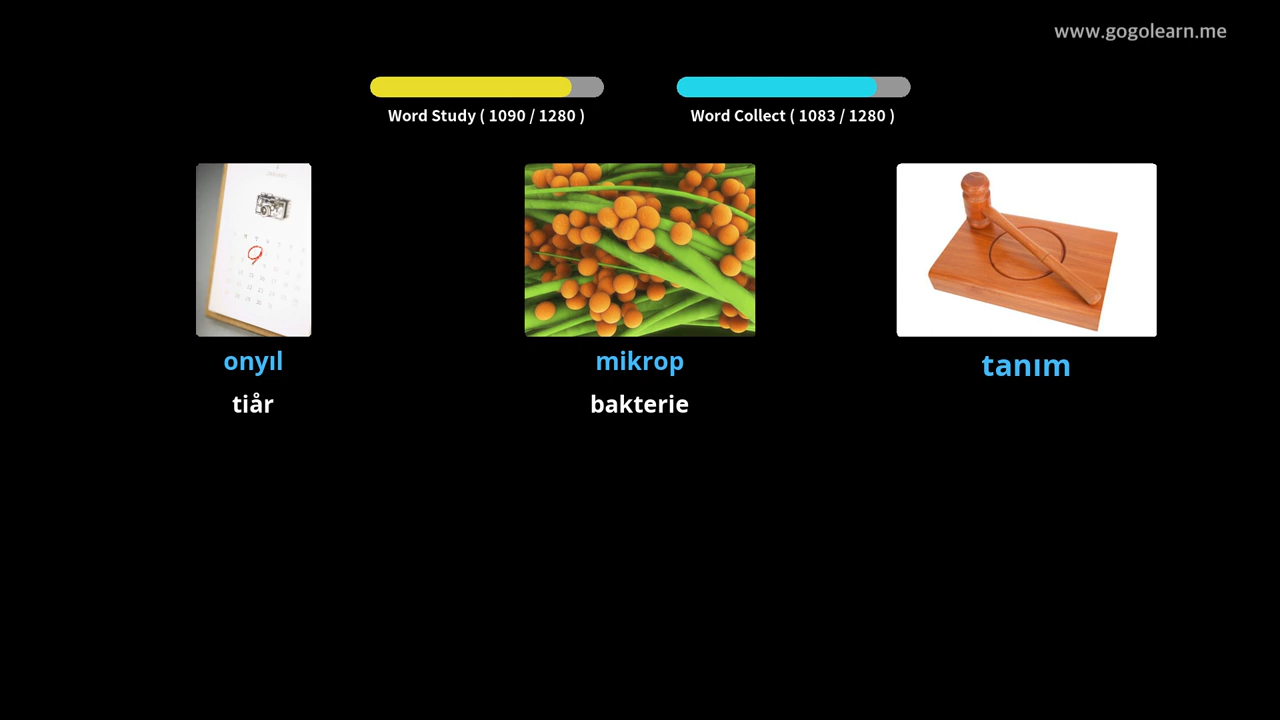 www.gogolearn.me
Word Study ( 1090 / 1280 )
Word Collect ( 1083 / 1280 )
onyıl
mikrop
tanım
tiår
bakterie